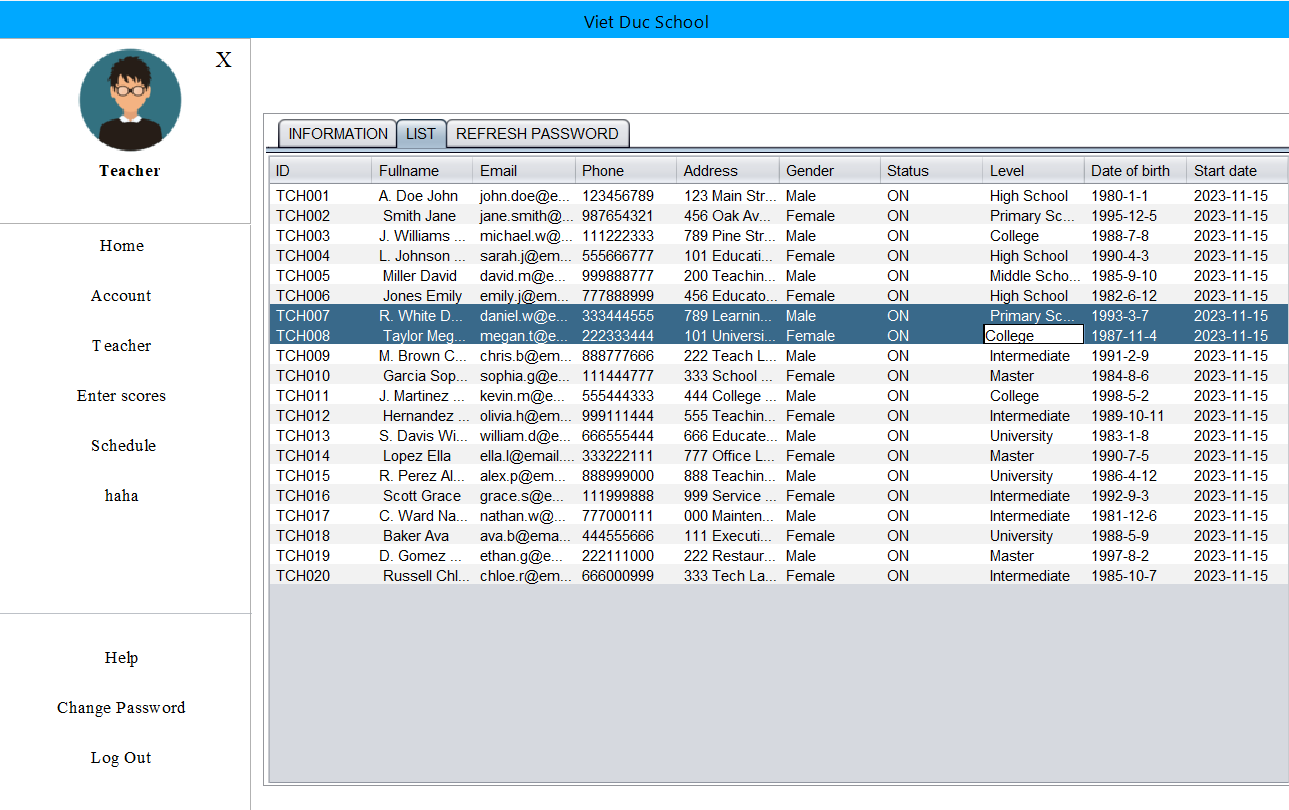 Viet Duc School
X
Teacher
Home
Account
Teacher
Enter scores
Schedule
haha
Help
Change Password
Log Out
INFORMATION LIST REFRESH PASSWORD
ID Fullname Email Phone Address Gender Status Level Date of birth Start date
TCH001 A. Doe John john.doe@e... 123456789 123 Main Str... Male ON High School 1980-1-1 2023-11-15
TCH002 Smith Jane jane.smith@... 987654321 456 Oak Av... Female ON Primary Sc... 1995-12-5 2023-11-15
TCH003 J. Williams ... michael.w@... 111222333 789 Pine Str... Male ON College 1988-7-8 2023-11-15
TCH004 L. Johnson ... sarah.j@em... 555666777 101 Educati... Female ON High School 1990-4-3 2023-11-15
TCH005 Miller David david.m@e... 999888777 200 Teachin... Male ON Middle Scho... 1985-9-10 2023-11-15
TCH006 Jones Emily emily.j@em... 777888999 456 Educato... Female ON High School 1982-6-12 2023-11-15
TCH007 R. White D... daniel.w@e... 333444555 789 Learnin... Male ON Primary Sc... 1993-3-7 2023-11-15
TCH008 Taylor Meg... megan.t@e... 222333444 101 Universi... Female ON College 1987-11-4 2023-11-15
TCH009 M. Brown C... chris.b@em... 888777666 222 Teach L... Male ON Intermediate 1991-2-9 2023-11-15
TCH010 Garcia Sop... sophia.g@e... 111444777 333 School ... Female ON Master 1984-8-6 2023-11-15
TCH011 J. Martinez ... kevin.m@e... 555444333 444 College ... Male ON College 1998-5-2 2023-11-15
TCH012 Hernandez ... olivia.h@em... 999111444 555 Teachin... Female ON Intermediate 1989-10-11 2023-11-15
TCH013 S. Davis Wi... william.d@e... 666555444 666 Educate... Male ON University 1983-1-8 2023-11-15
TCH014 Lopez Ella ella.l@email.... 333222111 777 Office L... Female ON Master 1990-7-5 2023-11-15
TCH015 R. Perez Al... alex.p@em... 888999000 888 Teachin... Male ON University 1986-4-12 2023-11-15
TCH016 Scott Grace grace.s@e... 111999888 999 Service ... Female ON Intermediate 1992-9-3 2023-11-15
TCH017 C. Ward Na... nathan.w@... 777000111 000 Mainten... Male ON Intermediate 1981-12-6 2023-11-15
TCH018 Baker Ava ava.b@ema... 444555666 111 Executi... Female ON University 1988-5-9 2023-11-15
TCH019 D. Gomez ... ethan.g@e... 222111000 222 Restaur... Male ON Master 1997-8-2 2023-11-15
TCH020 Russell Chl... chloe.r@em... 666000999 333 Tech La... Female ON Intermediate 1985-10-7 2023-11-15